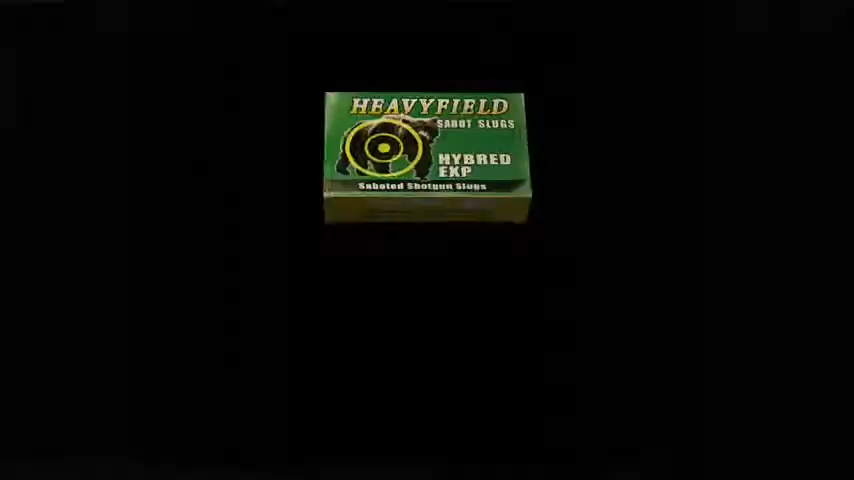 HEAVYFIELD
SABOT SLUGS
HYBRED
EXP
Saboted Shotgun Slugs